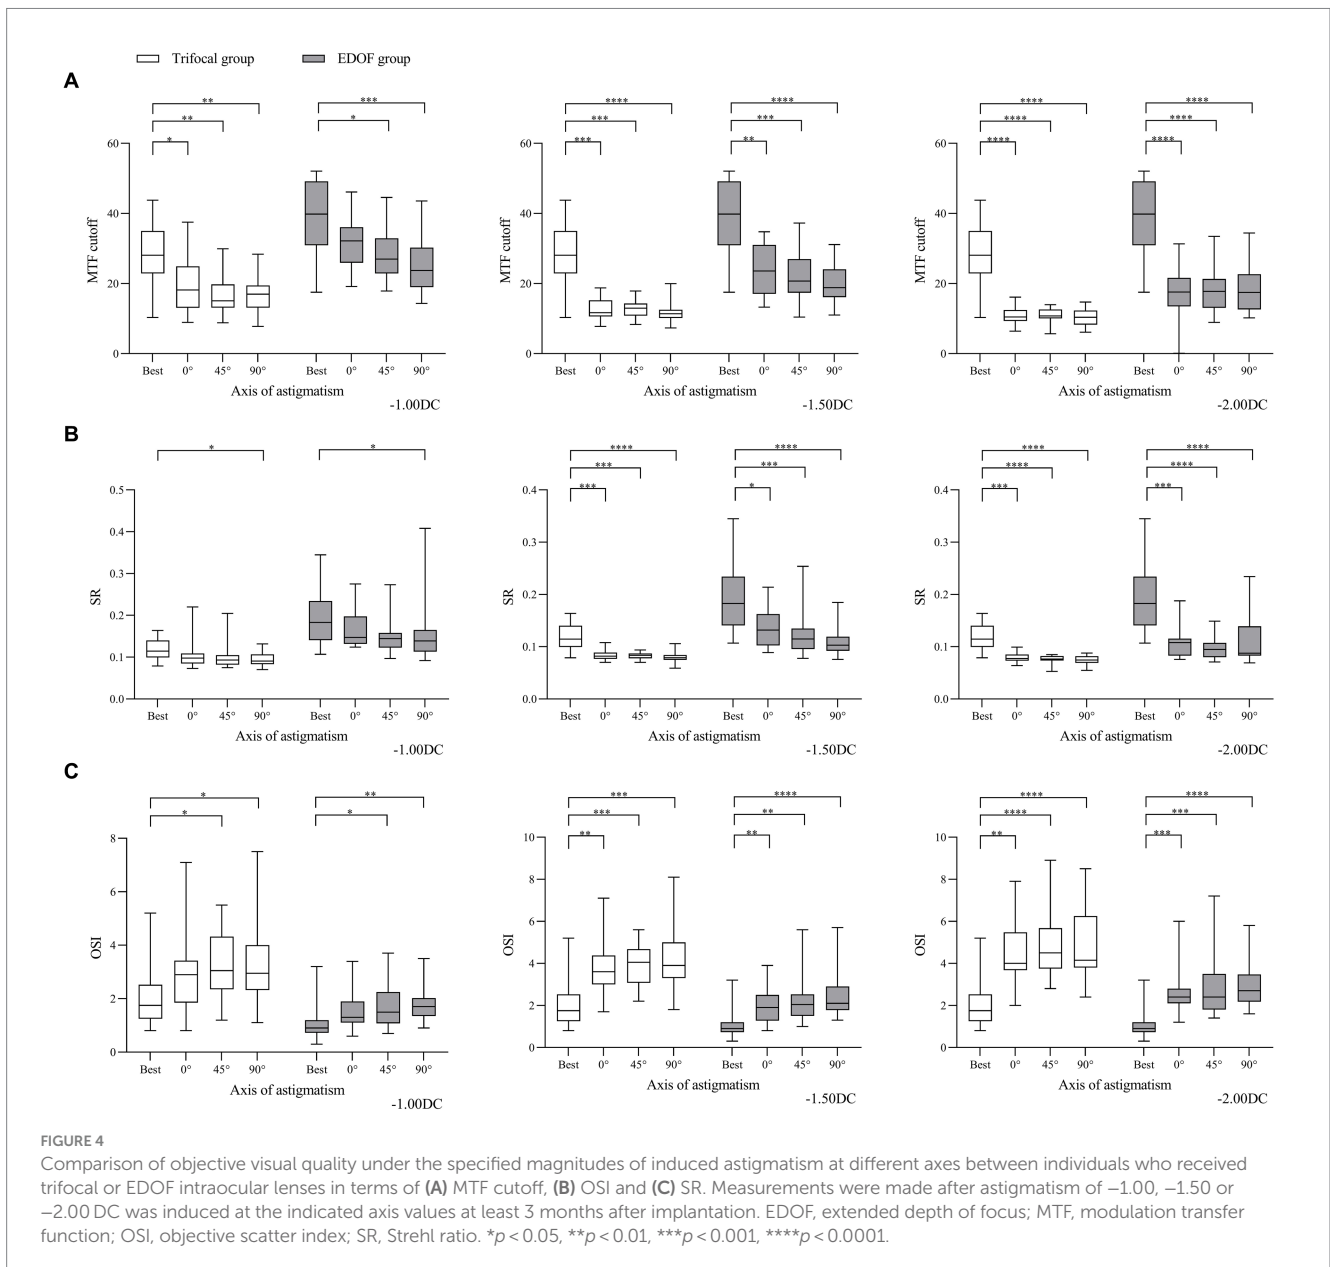 Trifocal group EDOF group
A
** *** **** **** **** ****
** * *** *** **** ****
* *** ** **** ****
60 60 60
40 40 40
20 20 20
0 0 0
MTF cutoff MTF cutoff MTF cutoff
Best 0° 45° 90° Best 0° 45° 90° Best 0° 45° 90° Best 0° 45° 90° Best 0° 45° 90° Best 0° 45° 90°
Axis of astigmatism Axis of astigmatism Axis of astigmatism
-1.00DC -1.50DC -2.00DC
B
* * **** **** **** ****
*** *** **** ****
*** * *** ***
0.5 0.4 0.4
0.4 0.3 0.3
0.3 0.2 0.2
0.2 0.1 0.1
0.1 0.0 0.0
0.0
SR SR SR
Best 0° 45° 90° Best 0° 45° 90° Best 0° 45° 90° Best 0° 45° 90° Best 0° 45° 90° Best 0° 45° 90°
Axis of astigmatism Axis of astigmatism Axis of astigmatism
-1.00DC -1.50DC -2.00DC
C
* ** *** **** **** ****
* * *** ** **** ***
** ** ** ***
8 10 10
6 8 8
4 6 6
2 4 4
0 2 2
0 0
OSI OSI OSI
Best 0° 45° 90° Best 0° 45° 90° Best 0° 45° 90° Best 0° 45° 90° Best 0° 45° 90° Best 0° 45° 90°
Axis of astigmatism Axis of astigmatism Axis of astigmatism
-1.00DC -1.50DC -2.00DC
FIGURE 4
Comparison of objective visual quality under the specified magnitudes of induced astigmatism at different axes between individuals who received
trifocal or EDOF intraocular lenses in terms of (A) MTF cutoff, (B) OSI and (C) SR. Measurements were made after astigmatism of −1.00, −1.50 or
−2.00 DC was induced at the indicated axis values at least 3 months after implantation. EDOF, extended depth of focus; MTF, modulation transfer
function; OSI, objective scatter index; SR, Strehl ratio. *p < 0.05, **p < 0.01, ***p < 0.001, ****p < 0.0001.